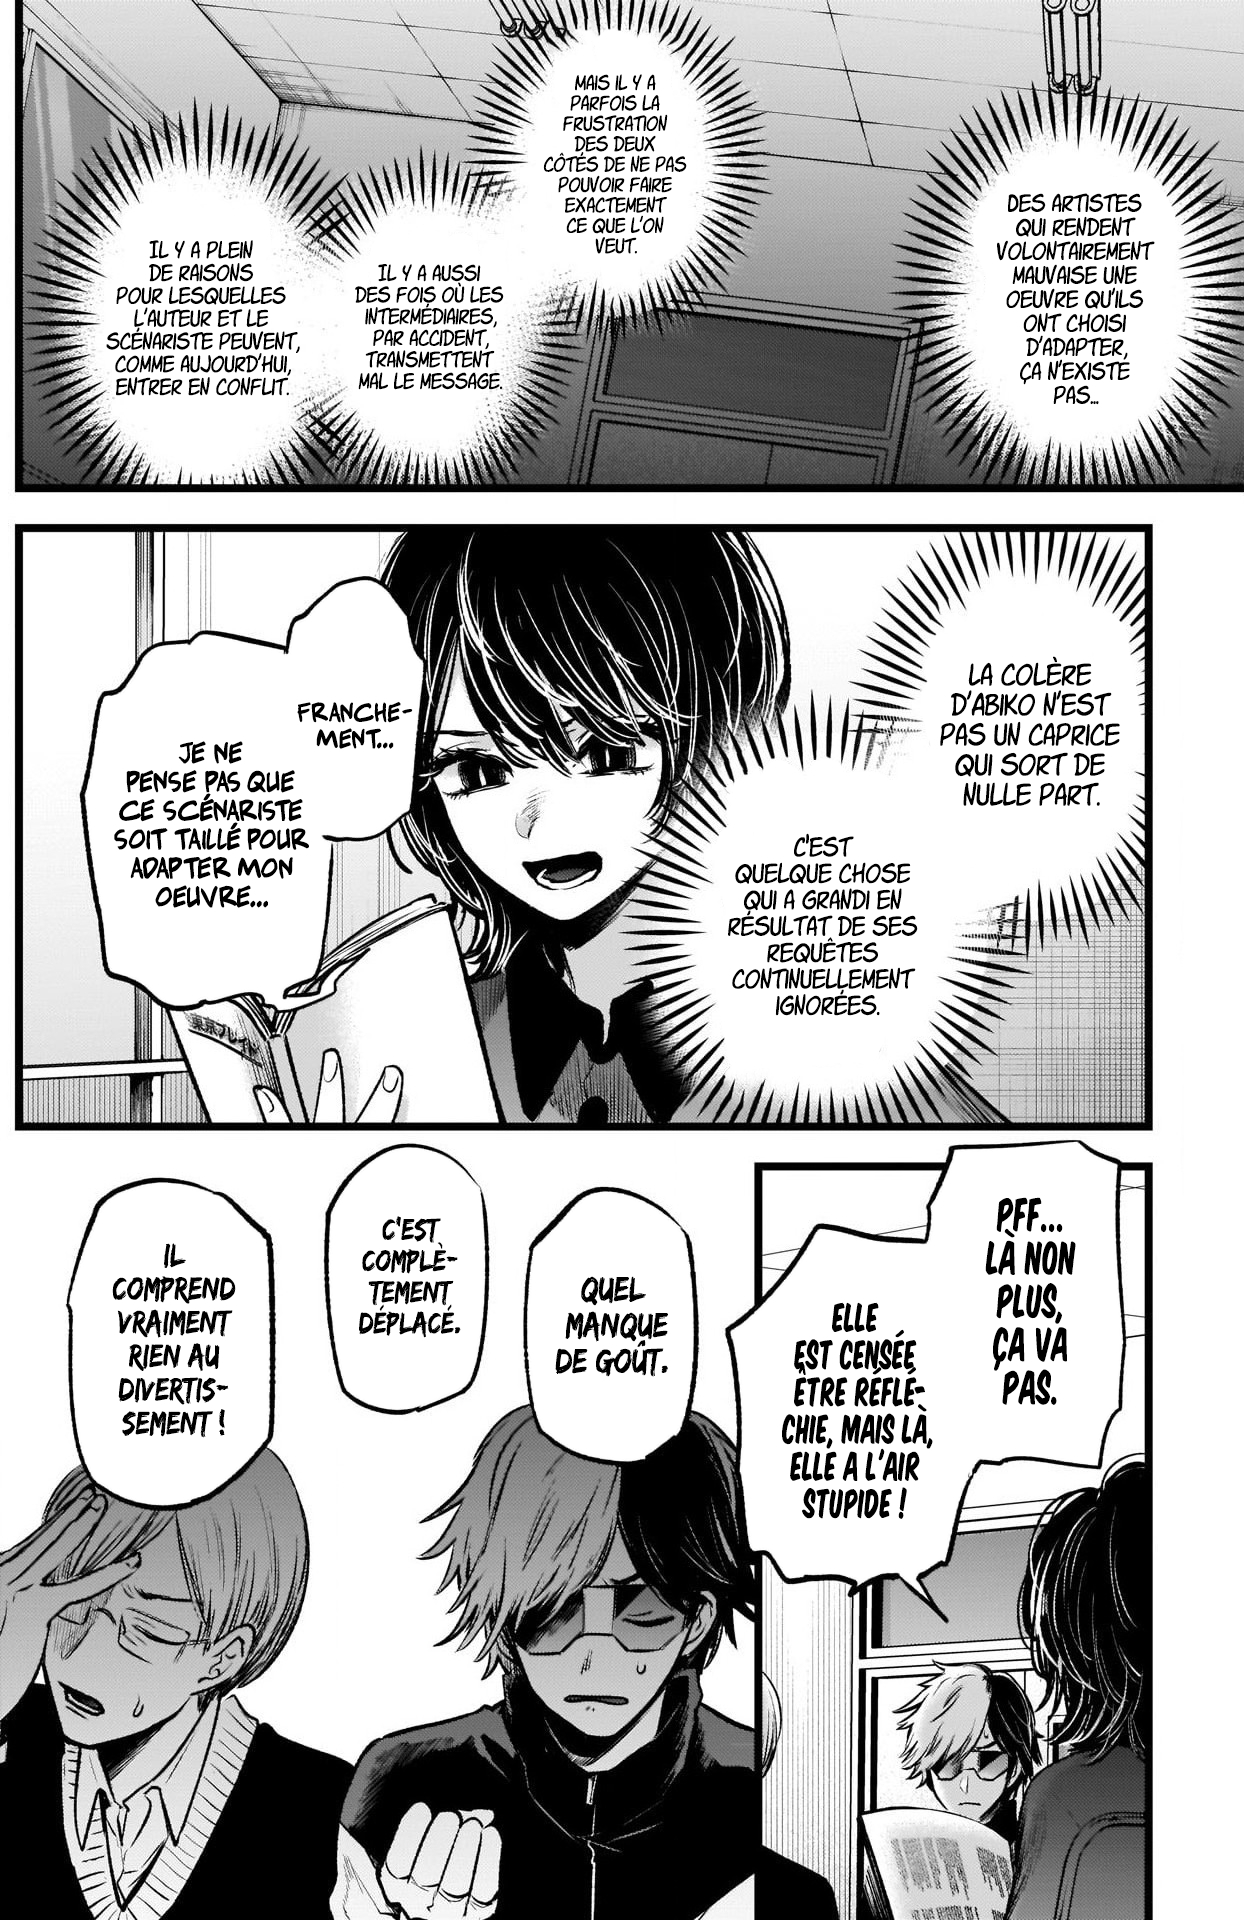 DES ARTISTES
QUI RENDENT
VOLONTAIREMENT
MAUVAISE UNE
OEUVRE QU'ILS
ONT CHOISI
D'ADAPTER,
ÇA N'EXISTE
PAS...
MAIS IL Y A
PARFOIS LA
FRUSTRATION
DES DEUX
CÔTÉS DE NE PAS
POUVOIR FAIRE
EXACTEMENT
CE QUE L'ON
VEUT.
IL Y A AUSSI
DES FOIS OÙ LES
INTERMÉDIAIRES,
PAR ACCIDENT,
TRANSMETTENT
MAL LE MESSAGE.
IL Y A PLEIN
DE RAISONS
POUR LESQUELLES
L'AUTEUR ET LE
SCÉNARISTE PEUVENT,
COMME AUJOURD'HUI,
ENTRER EN CONFLIT.
LA COLÈRE
D'ABIKO N'EST
PAS UN CAPRICE
QUI SORT DE
NULLE PART.
C'EST
QUELQUE CHOSE
QUI A GRANDI EN
RÉSULTAT DE SES
REQUÊTES
CONTINUELLEMENT
IGNORÉES.
FRANCHE-
MENT...
JE NE
PENSE PAS QUE
CE SCÉNARISTE
SOIT TAILLÉ POUR
ADAPTER MON
OEUVRE...
東京ブレイド
PFF...
LÀ NON
PLUS,
ÇA VA
PAS.
ELLE
EST CENSÉE
ÊTRE RÉFLÉ-
CHIE, MAIS LÀ,
ELLE A L'AIR
STUPIDE !
QUEL
MANQUE
DE GOÛT.
C'EST
COMPLÈ-
TEMENT
DÉPLACÉ.
IL
COMPREND
VRAIMENT
RIEN AU
DIVERTIS-
SEMENT !